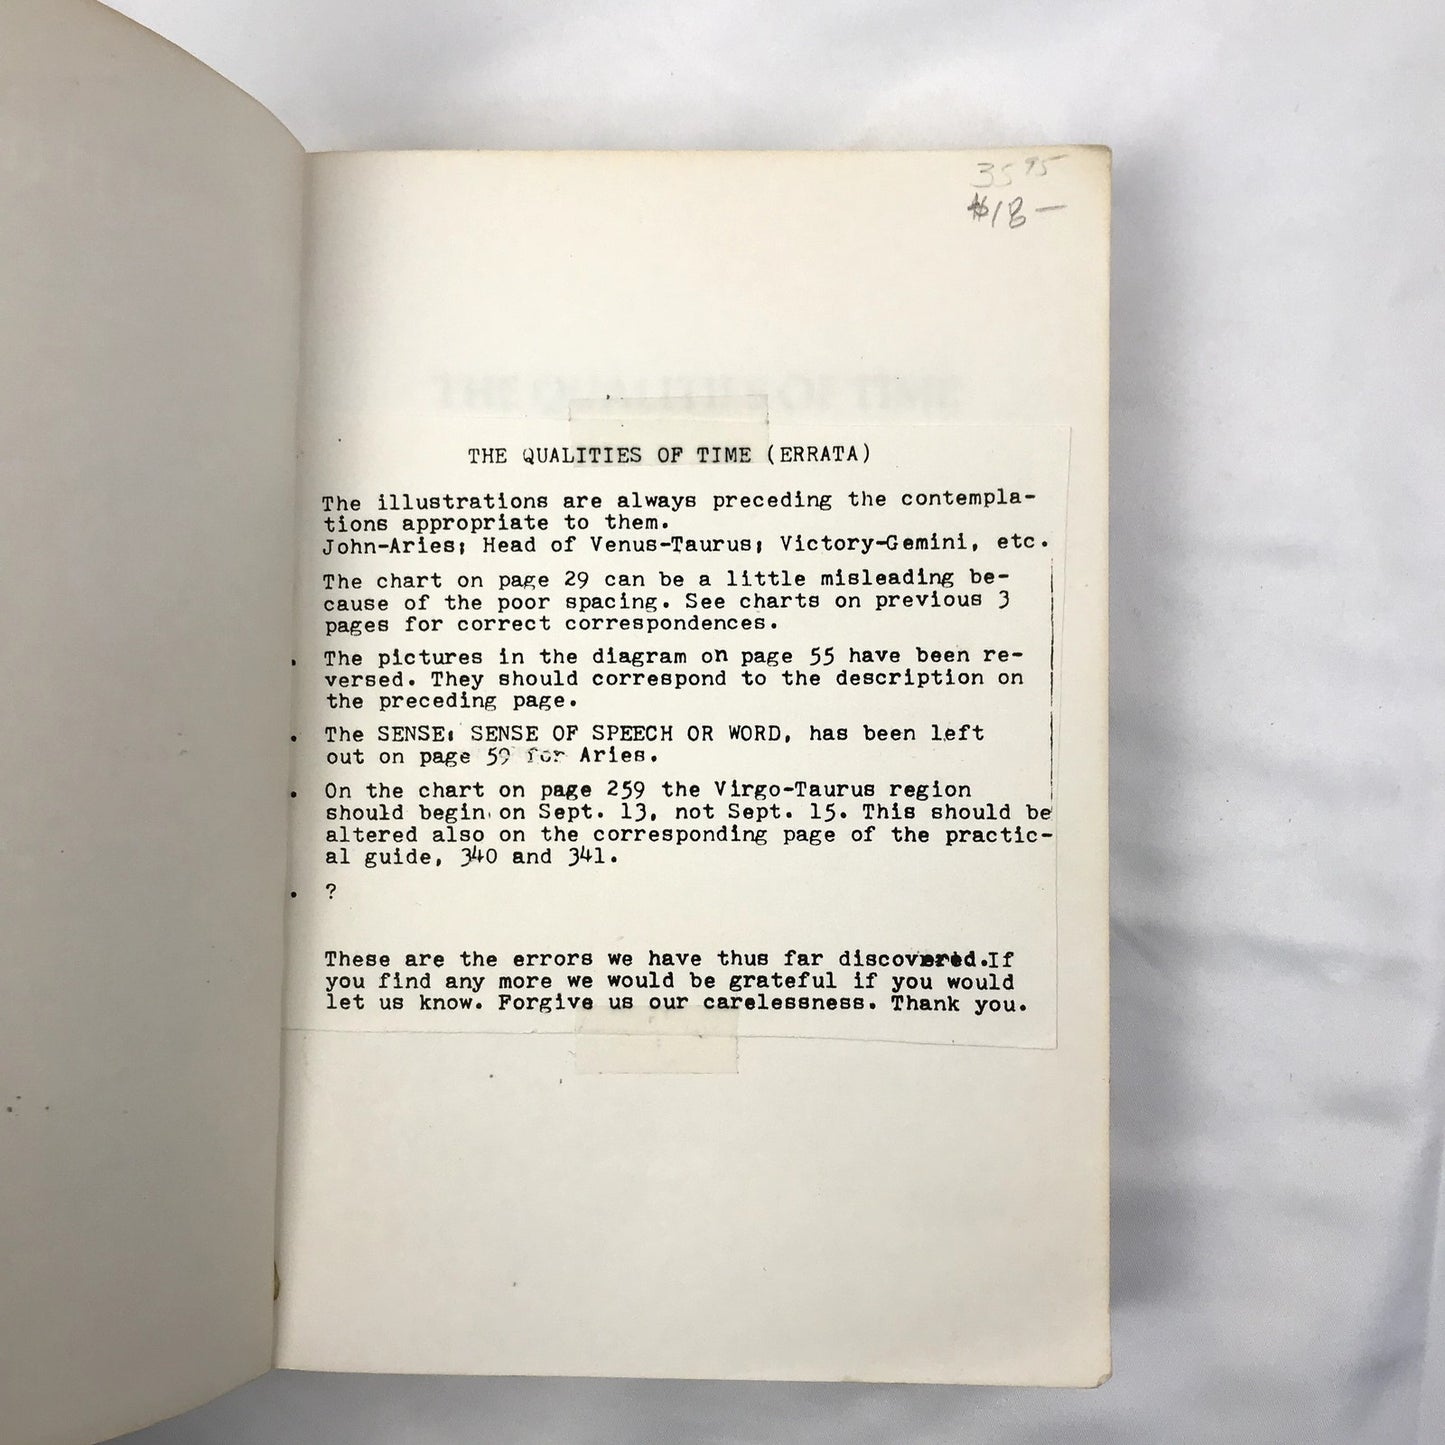 35 95
$18—
THE QUALITIES OF TIME
THE QUALITIES OF TIME (ERRATA)
The illustrations are always preceding the contempla-
tions appropriate to them.
John-Aries; Head of Venus-Taurus; Victory-Gemini, etc.
The chart on page 29 can be a little misleading be-
cause of the poor spacing. See charts on previous 3
pages for correct correspondences.
. The pictures in the diagram on page 55 have been re-
versed. They should correspond to the description on
the preceding page.
. The SENSE: SENSE OF SPEECH OR WORD, has been left
out on page 59 for Aries.
. On the chart on page 259 the Virgo-Taurus region
should begin on Sept. 13, not Sept. 15. This should be
altered also on the corresponding page of the practic-
al guide, 340 and 341.
. ?
These are the errors we have thus far discovered.If
you find any more we would be grateful if you would
let us know. Forgive us our carelessness. Thank you.